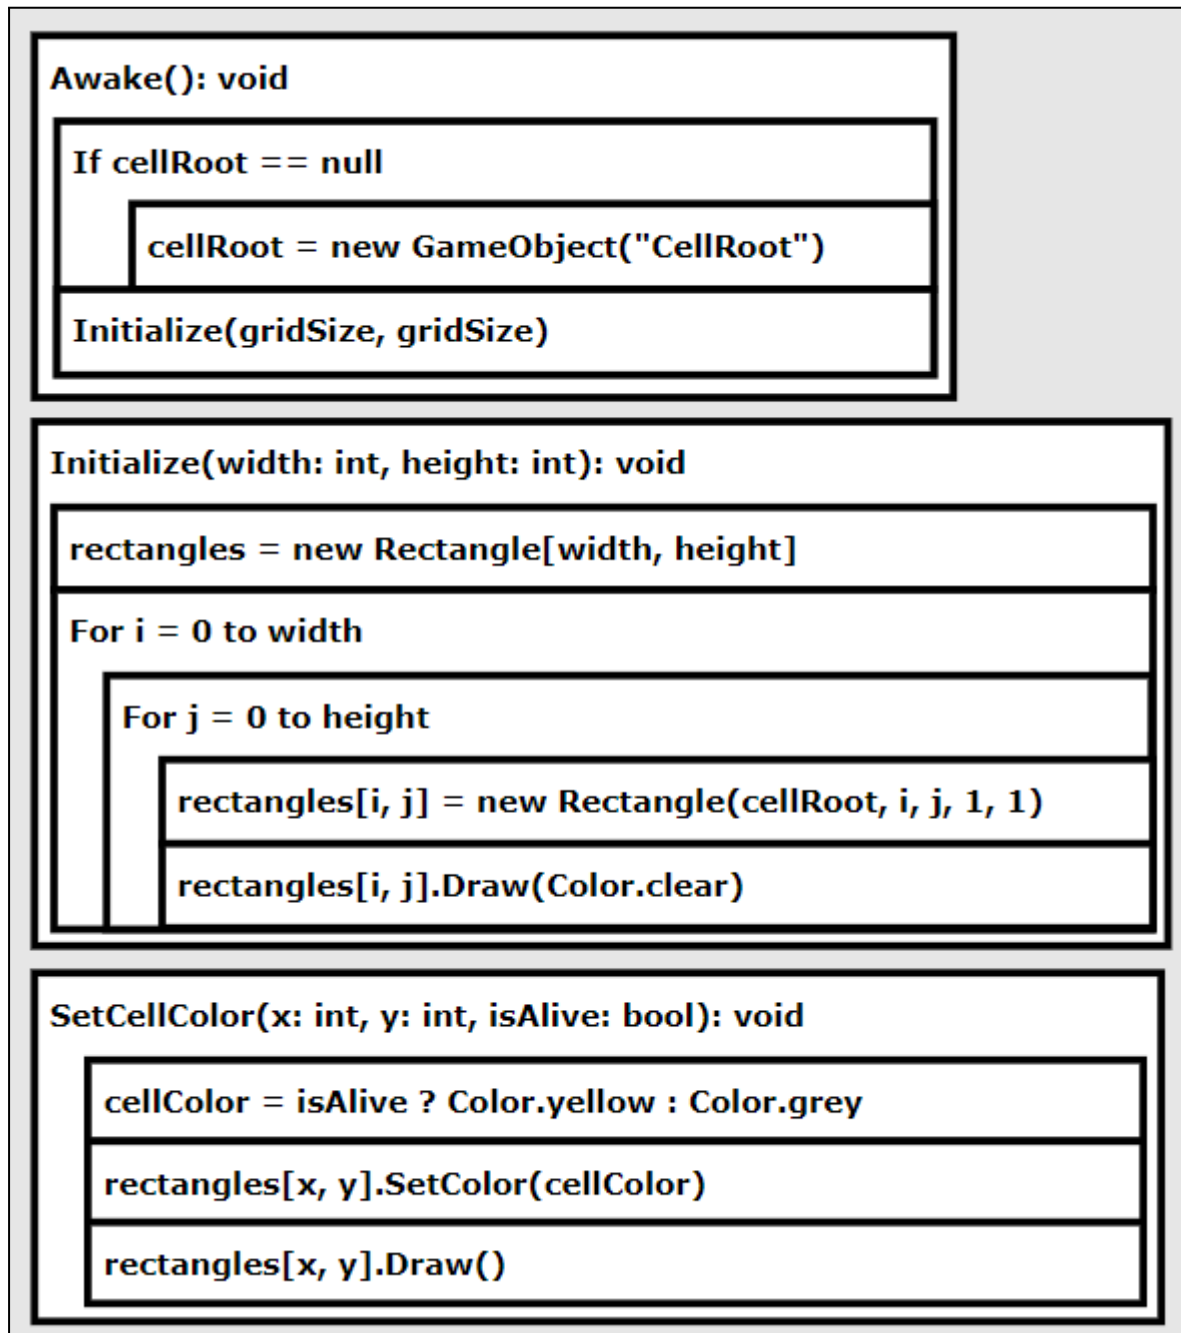 Awake(): void
If cellRoot == null
cellRoot = new GameObject("CellRoot")
Initialize(gridSize, gridSize)
Initialize(width: int, height: int): void
rectangles = new Rectangle[width, height]
For i = 0 to width
For j = 0 to height
rectangles[i, j] = new Rectangle(cellRoot, i, j, 1, 1)
rectangles[i, j].Draw(Color.clear)
SetCellColor(x: int, y: int, isAlive: bool): void
cellColor = isAlive ? Color.yellow : Color.grey
rectangles[x, y].SetColor(cellColor)
rectangles[x, y].Draw()